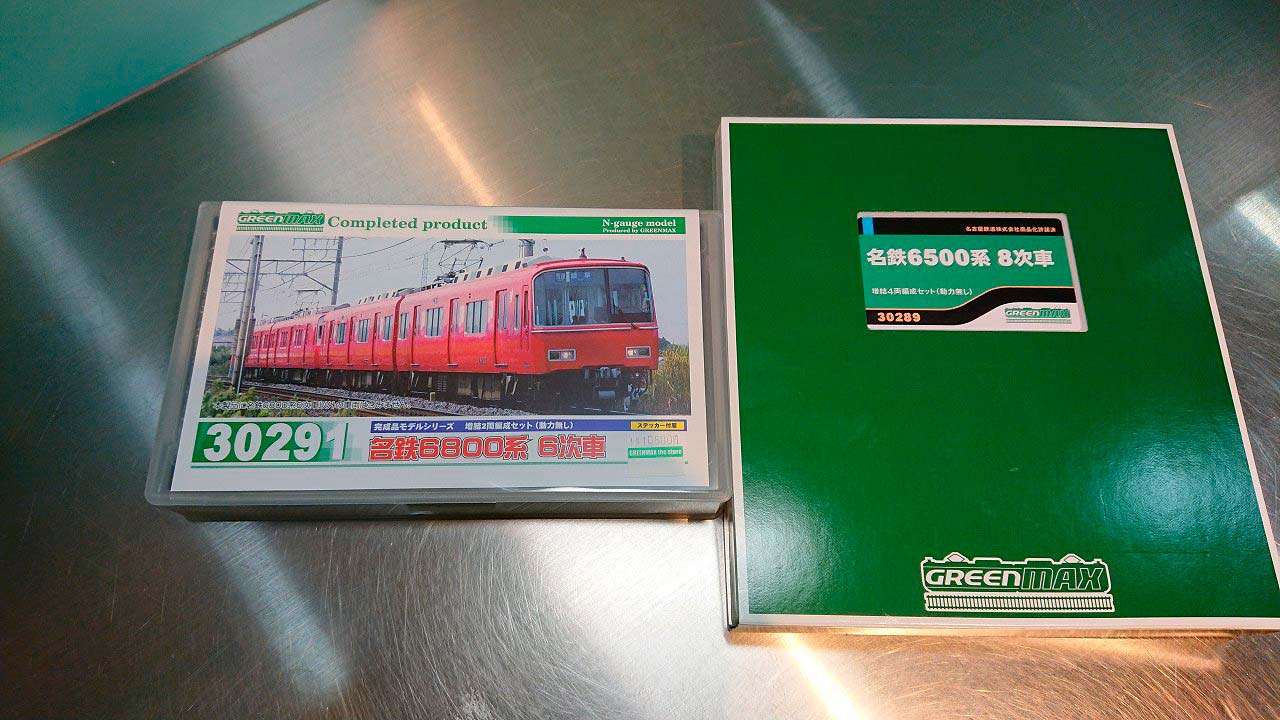 GREENMAX Completed product
N-gauge model
Produced by GREENMAX
30291
完成品モデルシリーズ 増結2両編成セット(動力無し)
ステッカー付属
名鉄6800系 6次車
GREENMAX the store
名古屋鉄道株式会社商品化許諾済
名鉄6500系 8次車
増結4両編成セット(動力無し)
30289
GREENMAX
GREENMAX